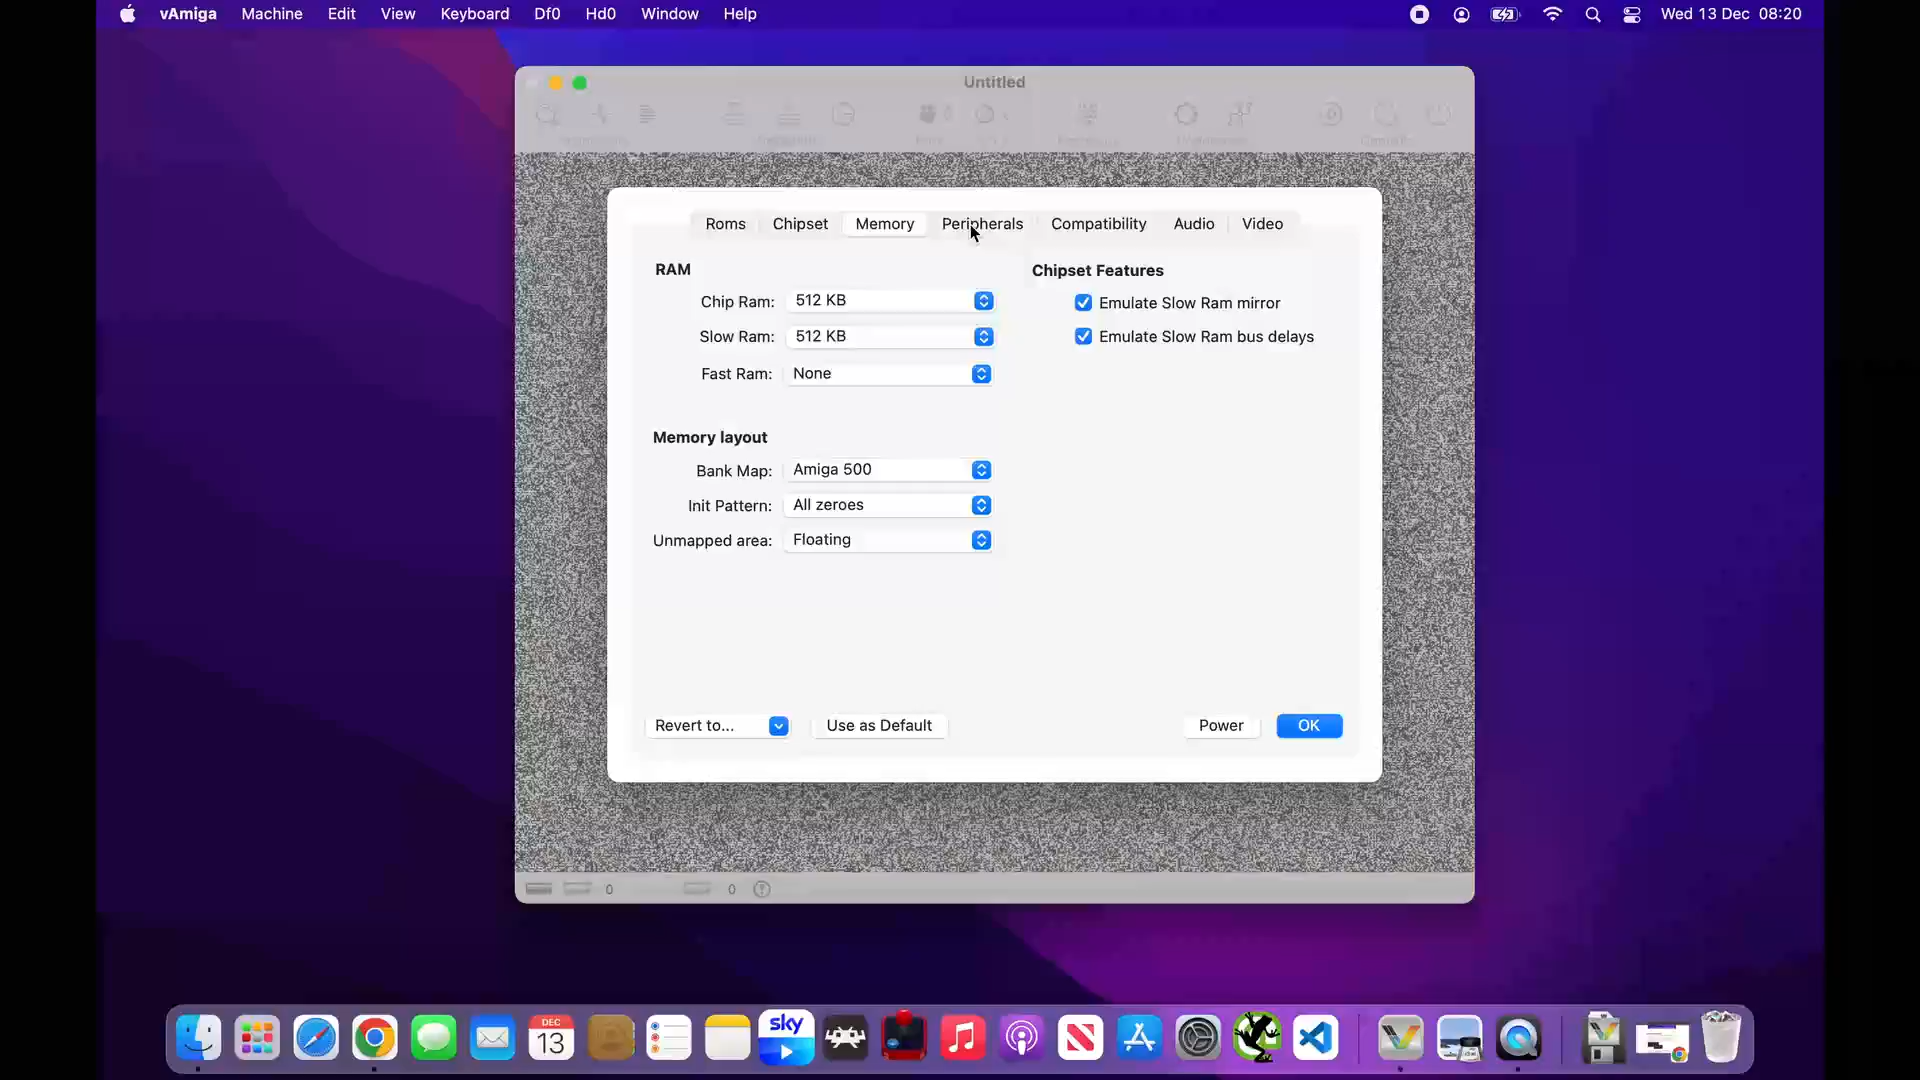 vAmiga Machine Edit View Keyboard Df0 Hd0 Window Help Wed 13 Dec 08:20
Untitled
Roms Chipset Memory Peripherals Compatibility Audio Video
RAM
Chip Ram: 512 KB
Slow Ram: 512 KB
Fast Ram: None
Chipset Features
Emulate Slow Ram mirror
Emulate Slow Ram bus delays
Memory layout
Bank Map: Amiga 500
Init Pattern: All zeroes
Unmapped area: Floating
Revert to... Use as Default Power OK
0 0
DEC
13
sky